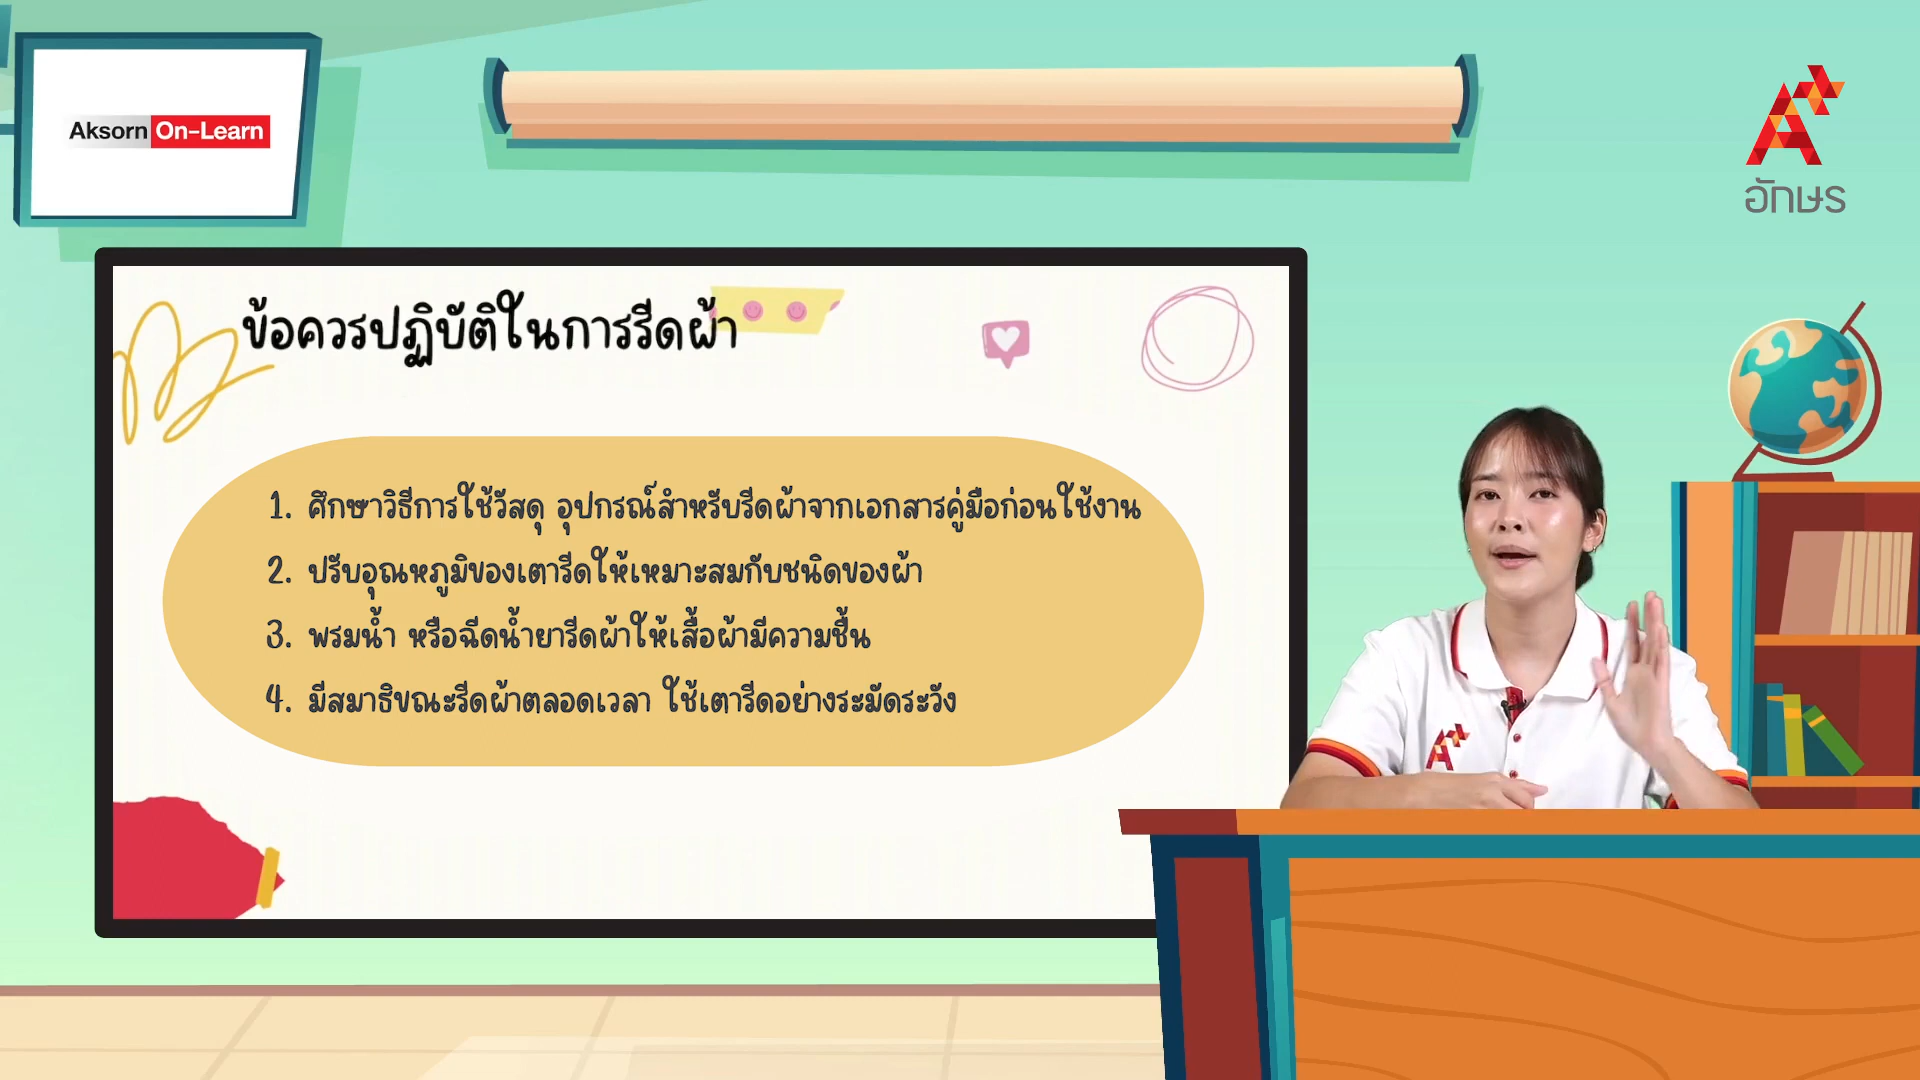 Aksorn On-Learn
อักษร
ข้อควรปฏิบัติในการรีดผ้า
1. ศึกษาวิธีการใช้วัสดุ อุปกรณ์สำหรับรีดผ้าจากเอกสารคู่มือก่อนใช้งาน
2. ปรับอุณหภูมิของเตารีดให้เหมาะสมกับชนิดของผ้า
3. พรมน้ำ หรือฉีดน้ำยารีดผ้าให้เสื้อผ้ามีความชื้น
4. มีสมาธิขณะรีดผ้าตลอดเวลา ใช้เตารีดอย่างระมัดระวัง